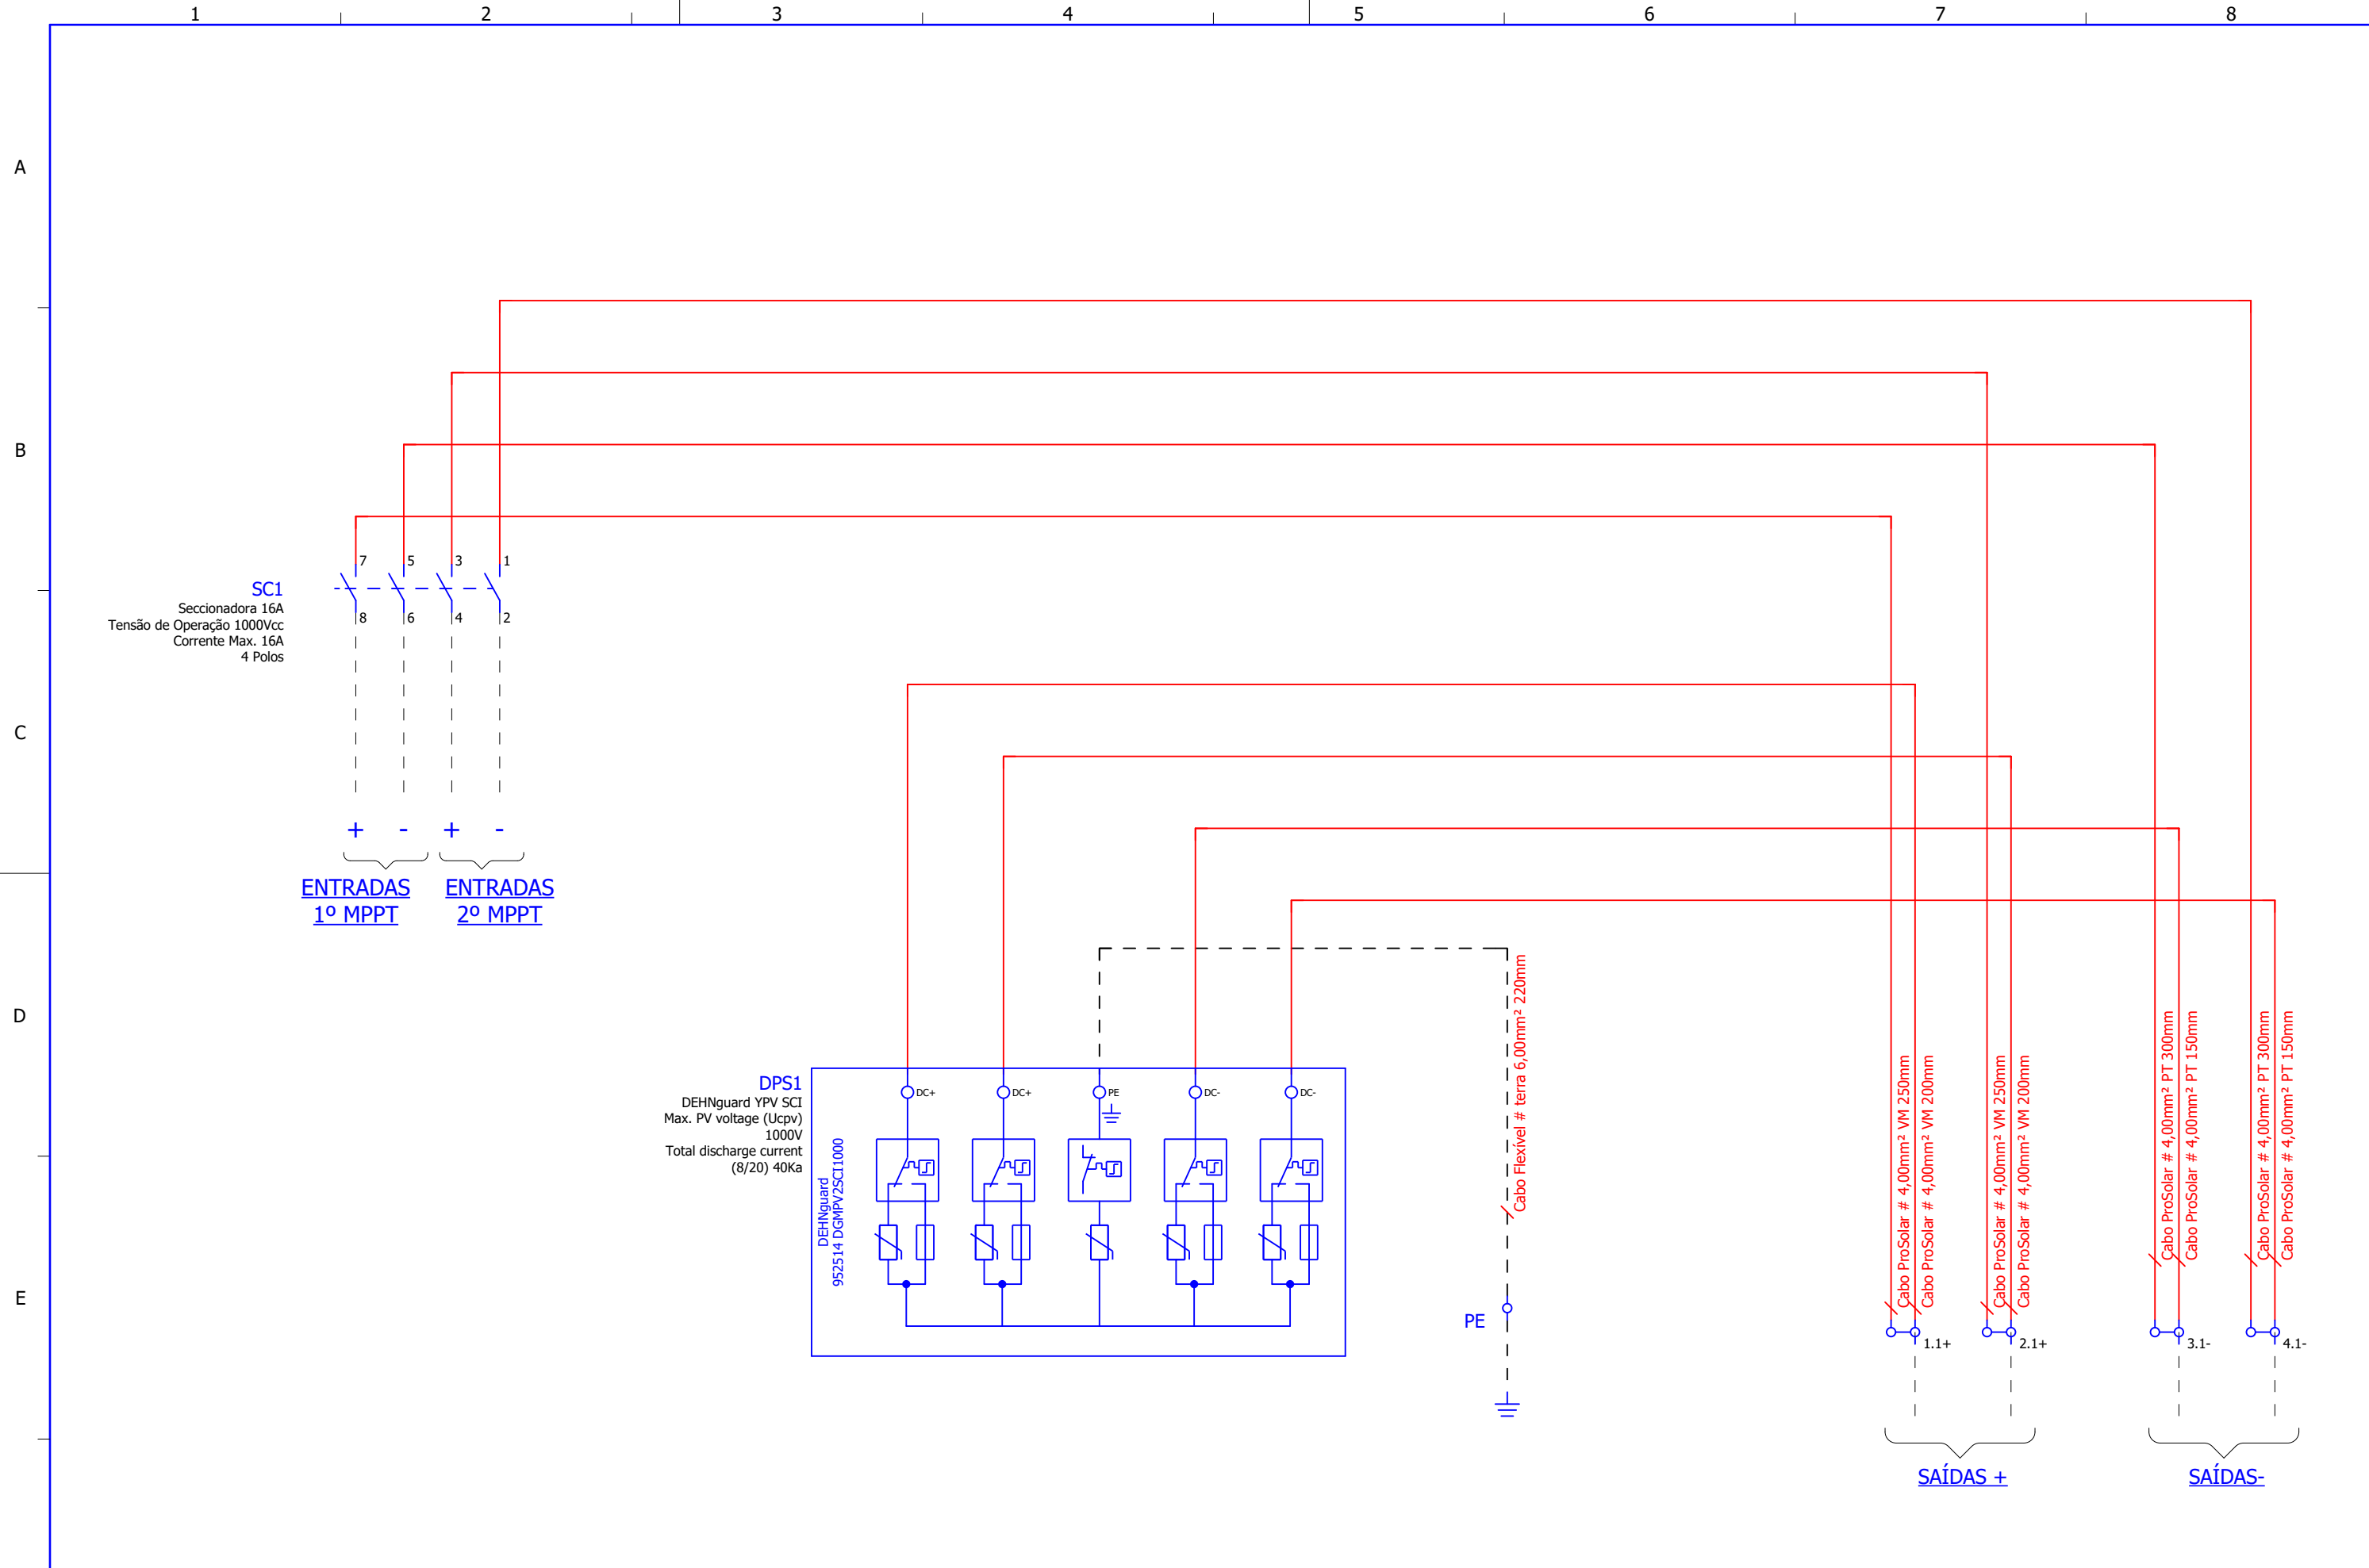 1 2 3 4 5 6 7 8
A
B
C
D
E
7 5 3 1
SC1
Seccionadora 16A
Tensão de Operação 1000Vcc
Corrente Max. 16A
4 Polos
8 6 4 2
+ - + -
ENTRADAS
1º MPPT
ENTRADAS
2º MPPT
DPS1
DEHNguard YPV SCI
Max. PV voltage (Ucpv)
1000V
Total discharge current
(8/20) 40Ka
DEHNguard
952514 DGMPV2SCI1000
DC+ DC+ PE DC- DC-
Cabo Flexível # terra 6,00mm² 220mm
PE
Cabo ProSolar # 4,00mm² VM 250mm
Cabo ProSolar # 4,00mm² VM 200mm
Cabo ProSolar # 4,00mm² VM 250mm
Cabo ProSolar # 4,00mm² VM 200mm
Cabo ProSolar # 4,00mm² PT 300mm
Cabo ProSolar # 4,00mm² PT 150mm
Cabo ProSolar # 4,00mm² PT 300mm
Cabo ProSolar # 4,00mm² PT 150mm
1.1+ 2.1+ 3.1- 4.1-
SAÍDAS +
SAÍDAS-